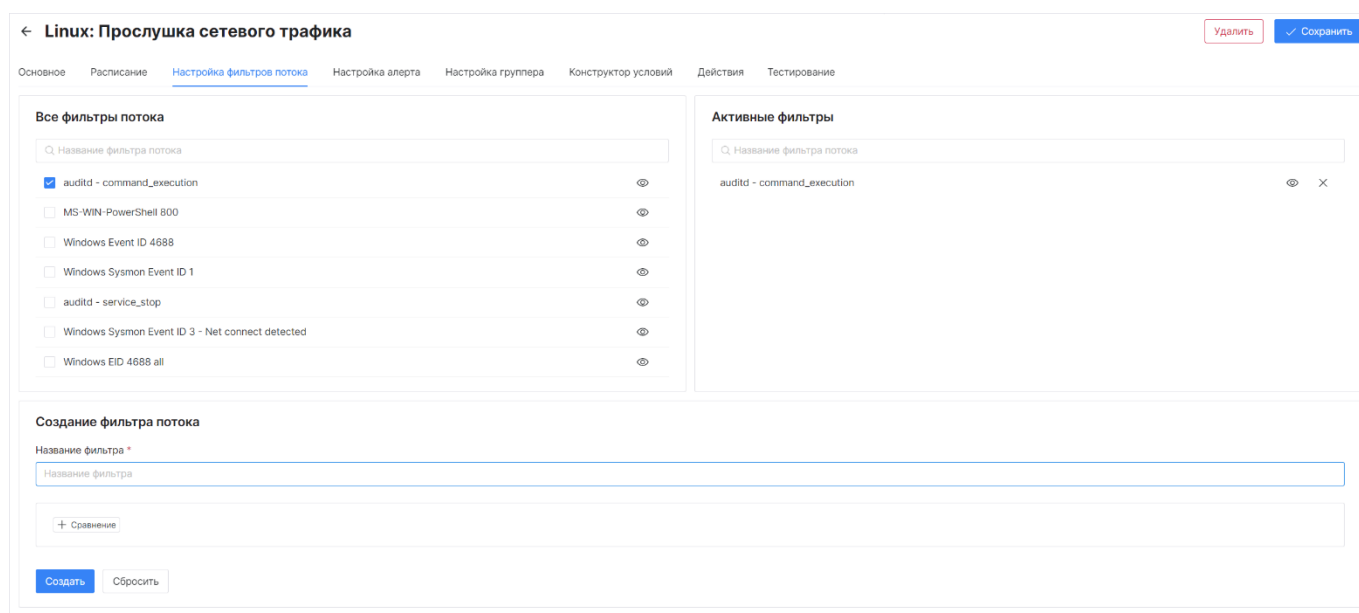 Linux: Прослушка сетевого трафика
Удалить
Сохранить
Основное Расписание Настройка фильтров потока Настройка алерта Настройка группера Конструктор условий Действия Тестирование
Все фильтры потока
Название фильтра потока
auditd - command_execution
MS-WIN-PowerShell 800
Windows Event ID 4688
Windows Sysmon Event ID 1
auditd - service_stop
Windows Sysmon Event ID 3 - Net connect detected
Windows EID 4688 all
Активные фильтры
Название фильтра потока
auditd - command_execution
Создание фильтра потока
Название фильтра *
Название фильтра
+ Сравнение
Создать Сбросить